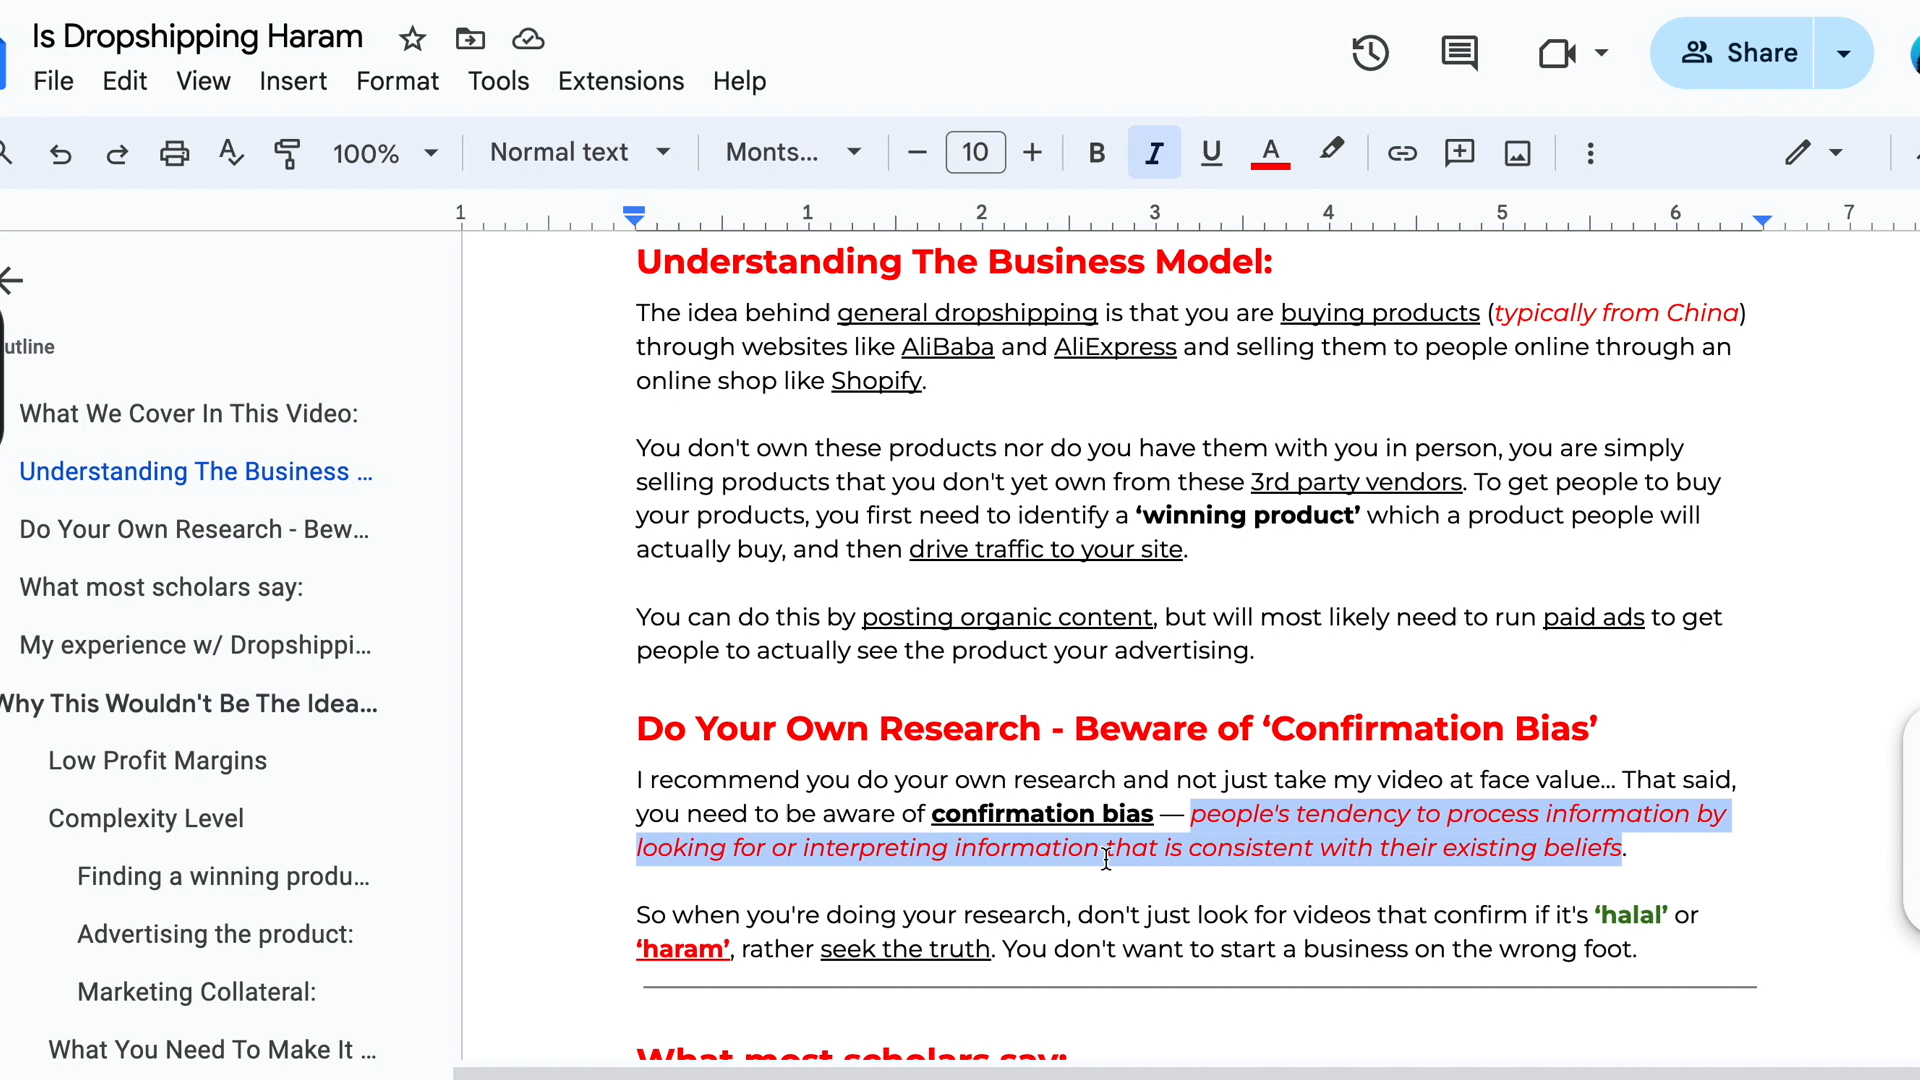 Is Dropshipping Haram
File Edit View Insert Format Tools Extensions Help
Share
100% Normal text Monts... 10 B I U A
1 1 2 3 4 5 6 7
utline
What We Cover In This Video:
Understanding The Business ...
Do Your Own Research - Bew...
What most scholars say:
My experience w/ Dropshippi...
Why This Wouldn't Be The Idea...
Low Profit Margins
Complexity Level
Finding a winning produ...
Advertising the product:
Marketing Collateral:
What You Need To Make It ...
Understanding The Business Model:
The idea behind general dropshipping is that you are buying products (typically from China)
through websites like AliBaba and AliExpress and selling them to people online through an
online shop like Shopify.
You don't own these products nor do you have them with you in person, you are simply
selling products that you don't yet own from these 3rd party vendors. To get people to buy
your products, you first need to identify a ‘winning product’ which a product people will
actually buy, and then drive traffic to your site.
You can do this by posting organic content, but will most likely need to run paid ads to get
people to actually see the product your advertising.
Do Your Own Research - Beware of ‘Confirmation Bias’
I recommend you do your own research and not just take my video at face value... That said,
you need to be aware of confirmation bias — people's tendency to process information by
looking for or interpreting information that is consistent with their existing beliefs.
So when you're doing your research, don't just look for videos that confirm if it's ‘halal’ or
‘haram’, rather seek the truth. You don't want to start a business on the wrong foot.
What most scholars say: